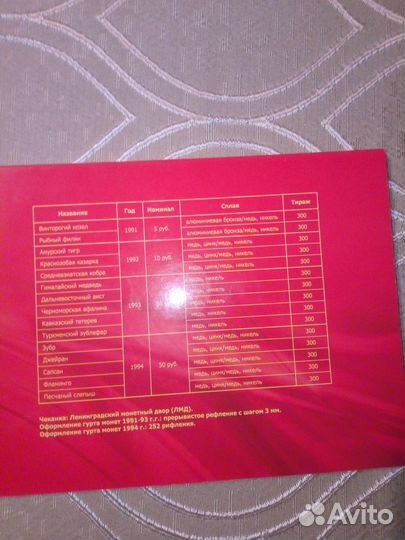 Название Год Номинал Сплав Тираж
Винторогий козел 1991 5 руб. алюминиевая бронза/медь, никель 300
Рыбный филин алюминиевая бронза/медь, никель 300
Амурский тигр 1992 10 руб. медь, цинк/медь, никель 300
Краснозобая казарка медь, цинк/медь, никель 300
Среднеазиатская кобра медь, цинк/медь, никель 300
Гималайский медведь 1993 медь, никель 300
Дальневосточный аист медь, никель 300
Черноморская афалина медь, никель 300
Кавказский тетерев медь, никель 300
Туркменский эублефар медь, никель 300
Зубр 1994 50 руб. медь, цинк/медь, никель 300
Джейран медь, цинк/медь, никель 300
Сапсан медь, цинк/медь, никель 300
Фламинго медь, цинк/медь, никель 300
Песчаный слепыш медь, цинк/медь, никель 300
Чеканка: Ленинградский монетный двор (ЛМД).
Оформление гурта монет 1991-93 г.г.: прерывистое рифление с шагом 3 мм.
Оформление гурта монет 1994 г.: 252 рифления.
Avito